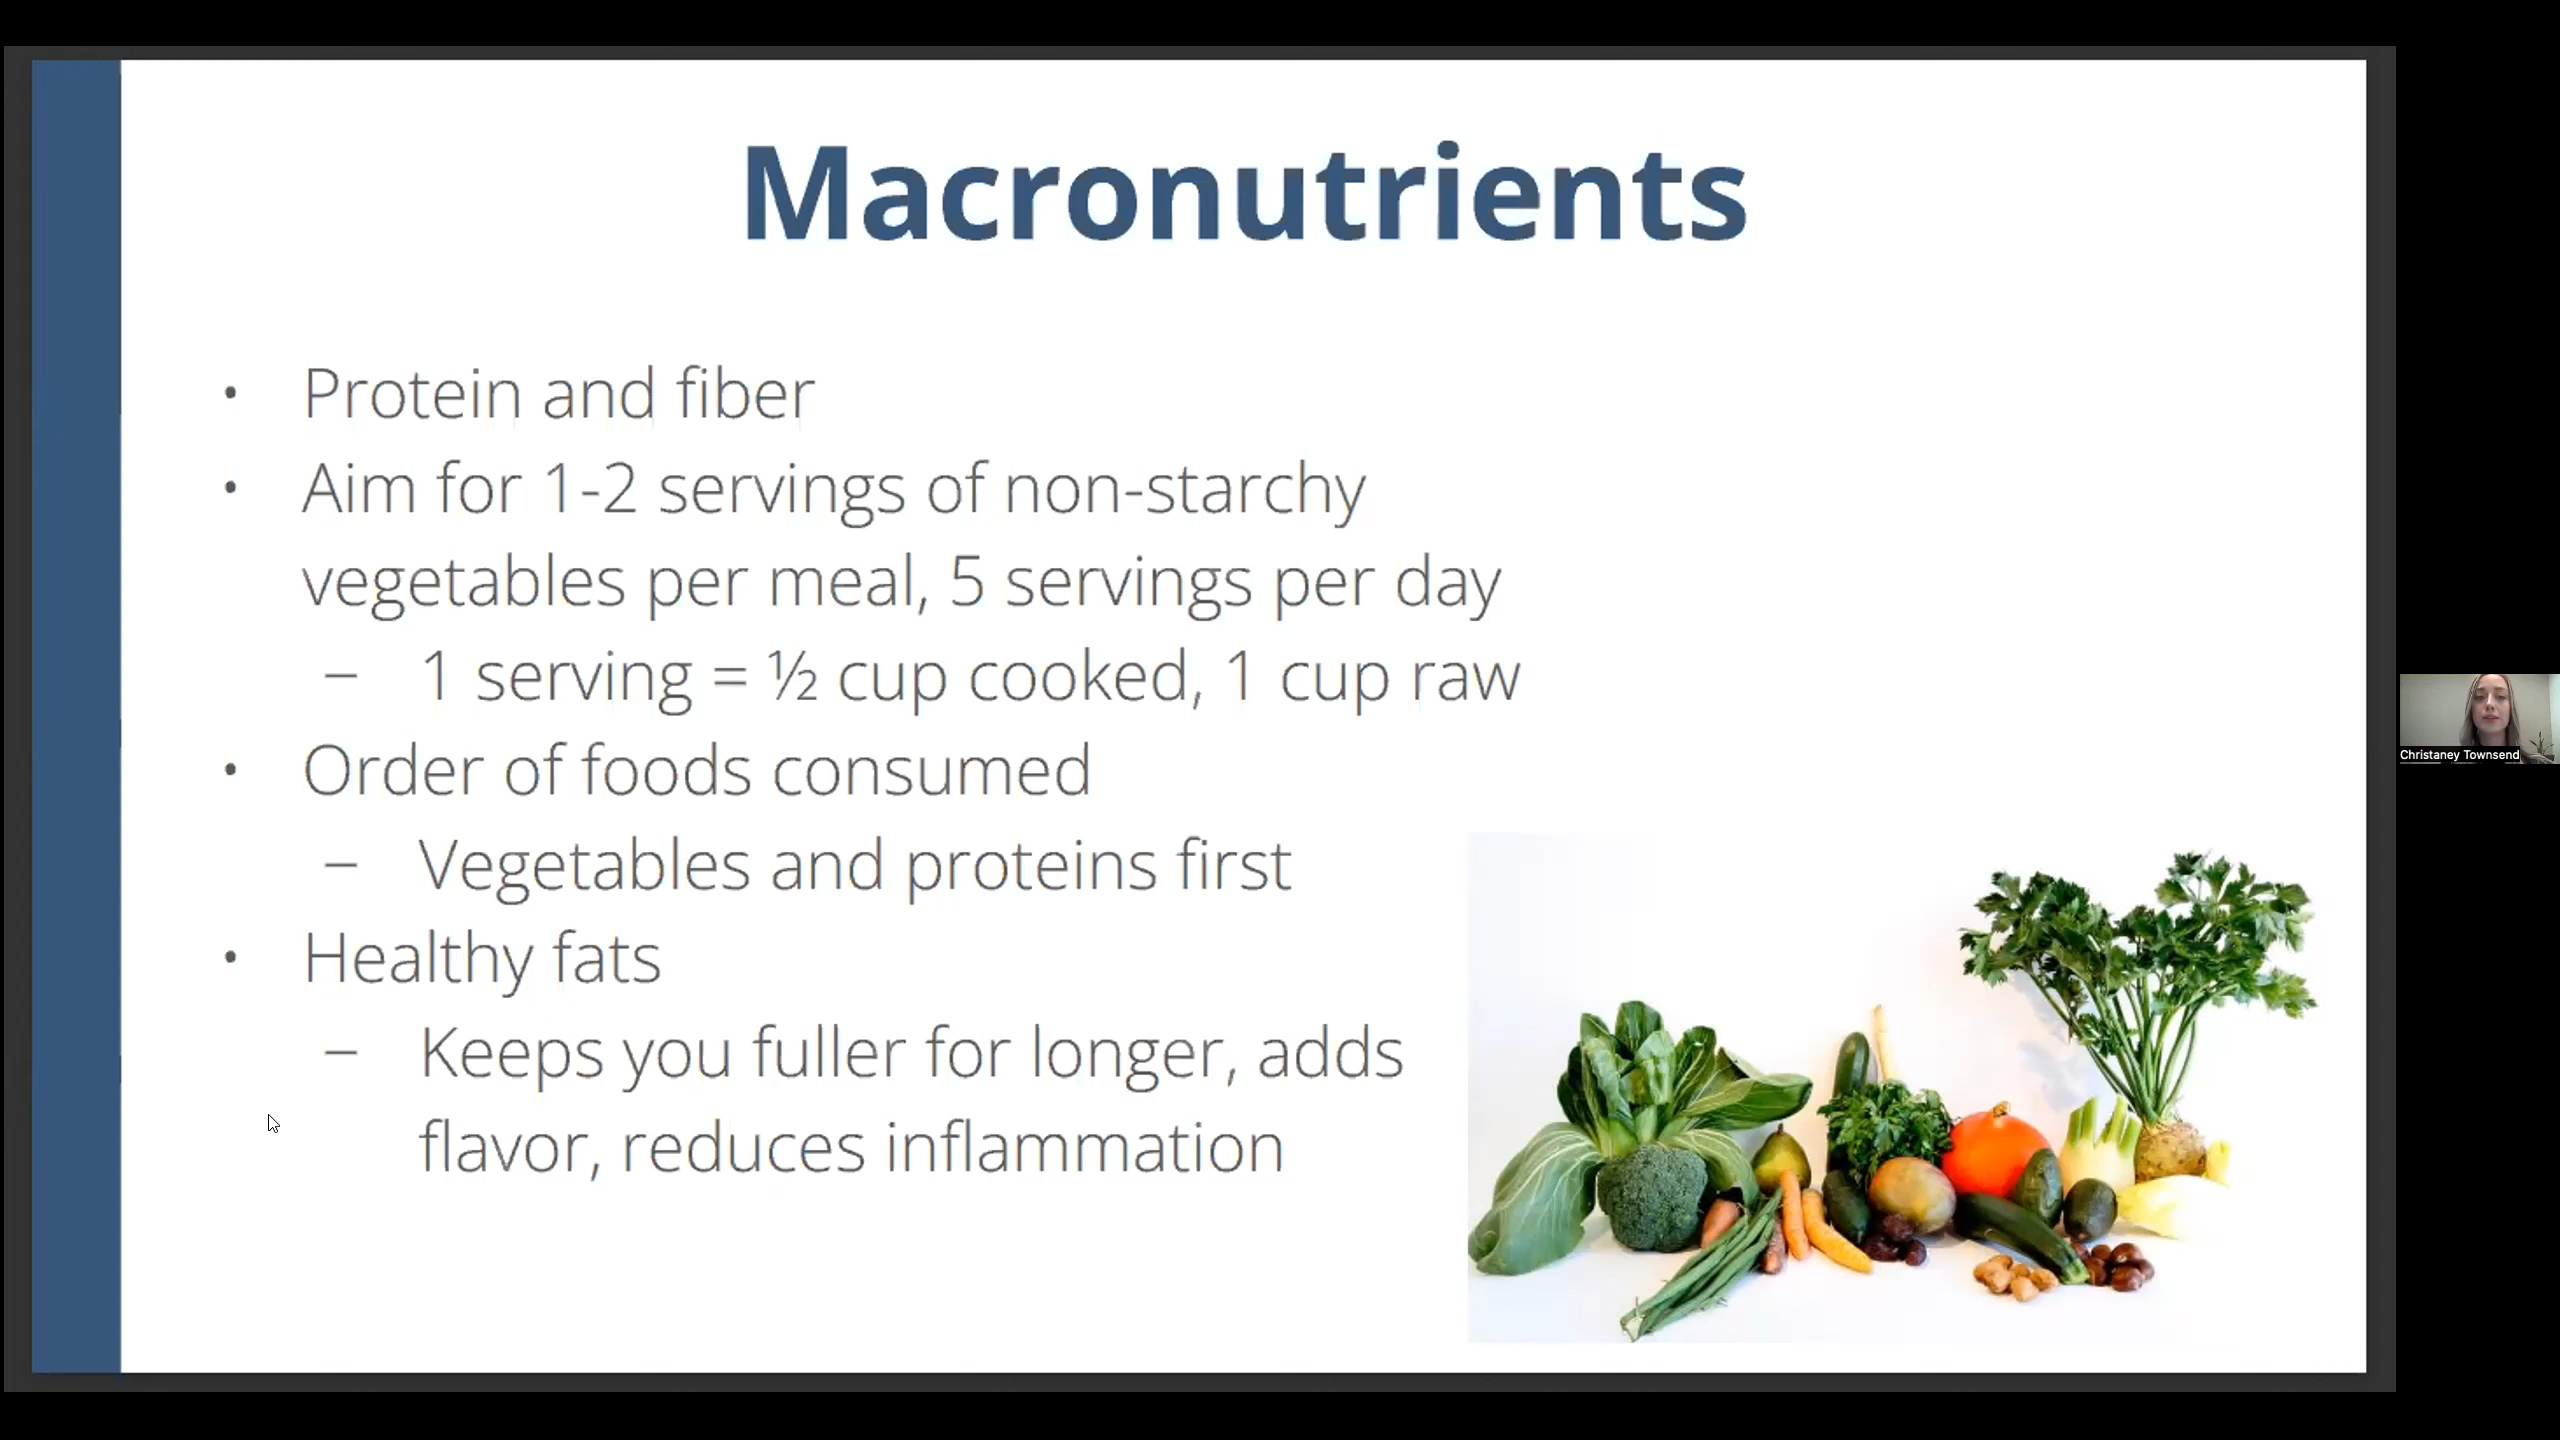 Macronutrients
• Protein and fiber
• Aim for 1-2 servings of non-starchy
vegetables per meal, 5 servings per day
– 1 serving = ½ cup cooked, 1 cup raw
• Order of foods consumed
– Vegetables and proteins first
• Healthy fats
– Keeps you fuller for longer, adds
flavor, reduces inflammation
Christaney Townsend